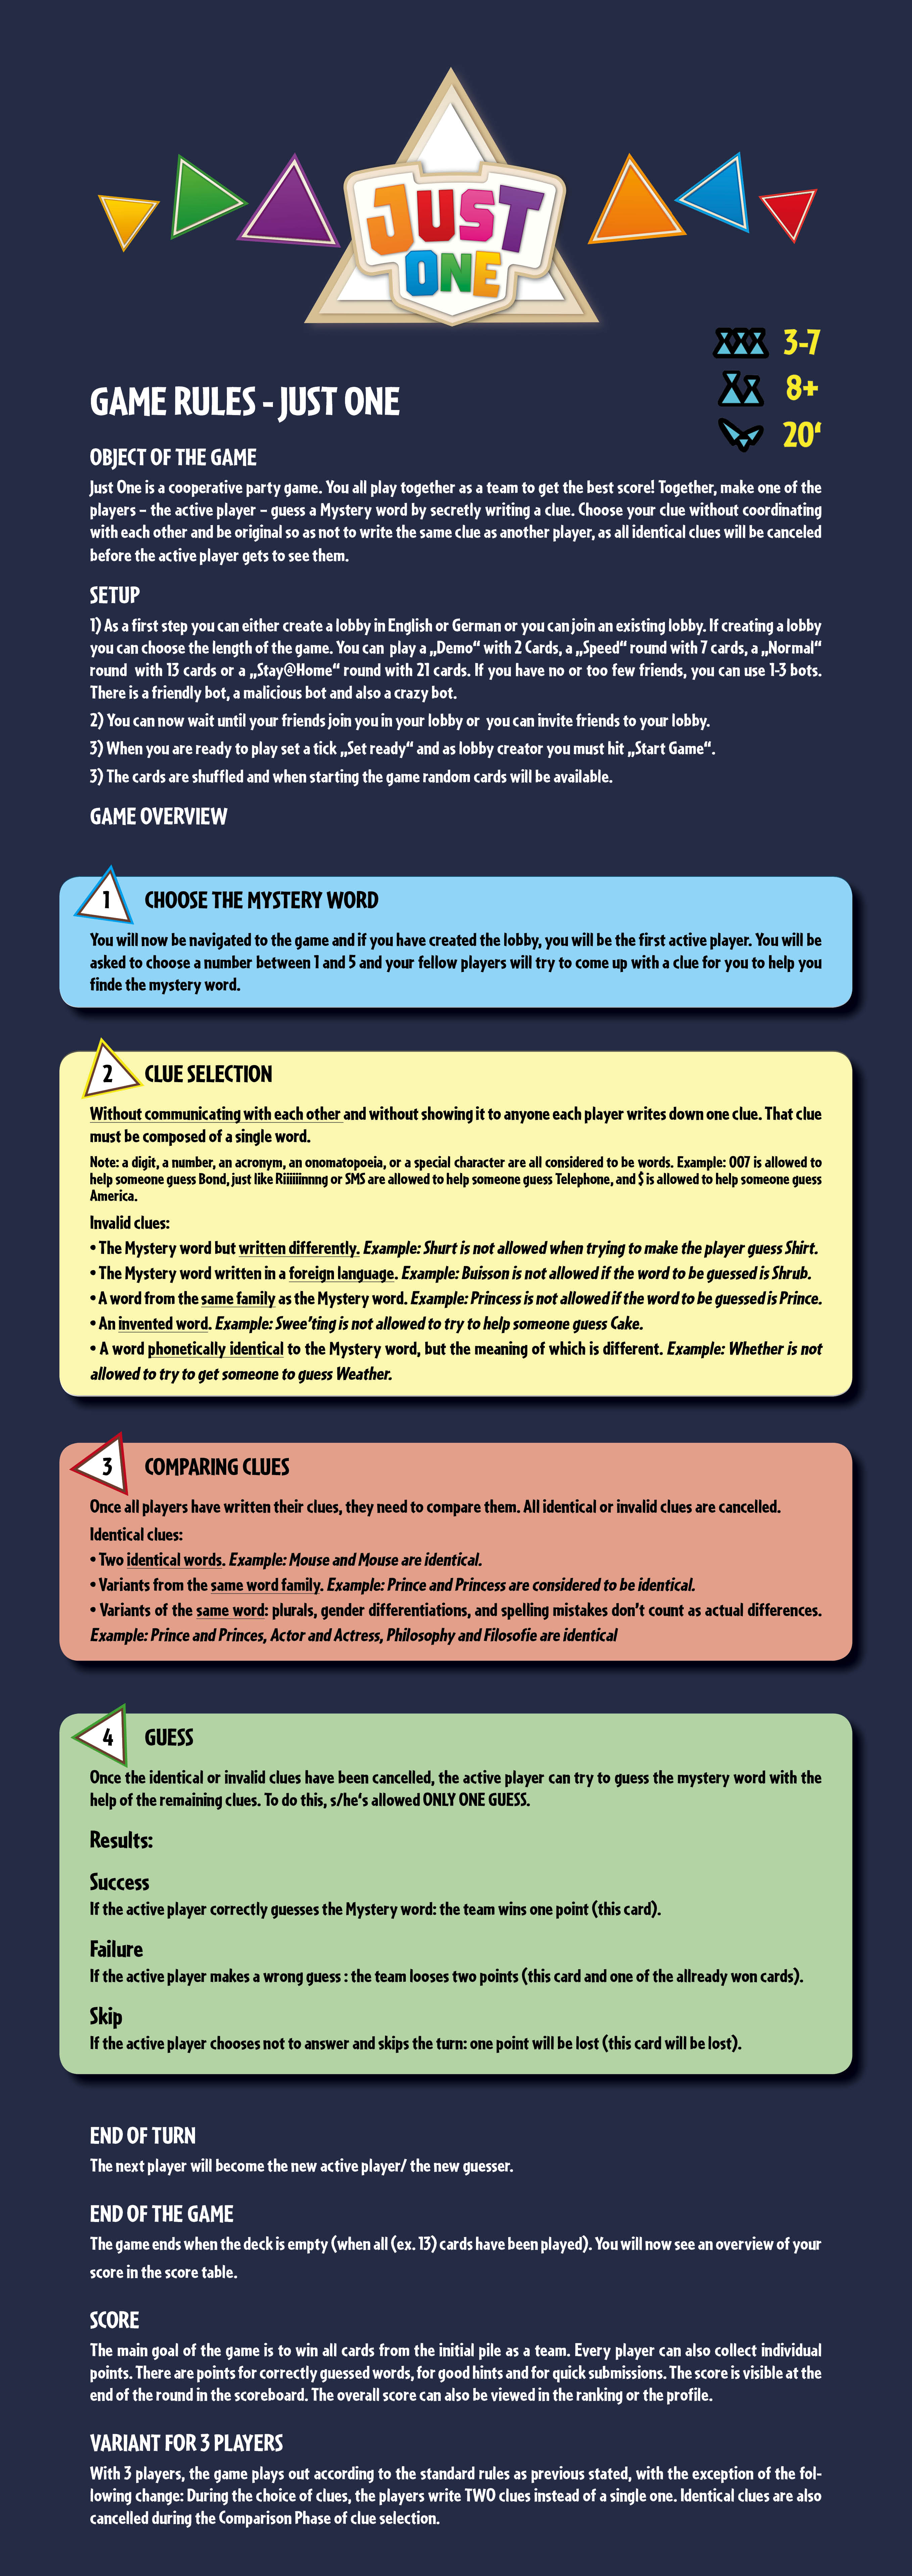 JUST
ONE
3-7
8+
20‘
GAME RULES - JUST ONE
OBJECT OF THE GAME
Just One is a cooperative party game. You all play together as a team to get the best score! Together, make one of the
players – the active player – guess a Mystery word by secretly writing a clue. Choose your clue without coordinating
with each other and be original so as not to write the same clue as another player, as all identical clues will be canceled
before the active player gets to see them.
SETUP
1) As a first step you can either create a lobby in English or German or you can join an existing lobby. If creating a lobby
you can choose the length of the game. You can play a „Demo“ with 2 Cards, a „Speed“ round with 7 cards, a „Normal“
round with 13 cards or a „Stay@Home“ round with 21 cards. If you have no or too few friends, you can use 1-3 bots.
There is a friendly bot, a malicious bot and also a crazy bot.
2) You can now wait until your friends join you in your lobby or you can invite friends to your lobby.
3) When you are ready to play set a tick „Set ready“ and as lobby creator you must hit „Start Game“.
3) The cards are shuffled and when starting the game random cards will be available.
GAME OVERVIEW
1
CHOOSE THE MYSTERY WORD
You will now be navigated to the game and if you have created the lobby, you will be the first active player. You will be
asked to choose a number between 1 and 5 and your fellow players will try to come up with a clue for you to help you
finde the mystery word.
2
CLUE SELECTION
Without communicating with each other and without showing it to anyone each player writes down one clue. That clue
must be composed of a single word.
Note: a digit, a number, an acronym, an onomatopoeia, or a special character are all considered to be words. Example: 007 is allowed to
help someone guess Bond, just like Riiiiiinnng or SMS are allowed to help someone guess Telephone, and $ is allowed to help someone guess
America.
Invalid clues:
• The Mystery word but written differently. Example: Shurt is not allowed when trying to make the player guess Shirt.
• The Mystery word written in a foreign language. Example: Buisson is not allowed if the word to be guessed is Shrub.
• A word from the same family as the Mystery word. Example: Princess is not allowed if the word to be guessed is Prince.
• An invented word. Example: Swee’ting is not allowed to try to help someone guess Cake.
• A word phonetically identical to the Mystery word, but the meaning of which is different. Example: Whether is not
allowed to try to get someone to guess Weather.
3
COMPARING CLUES
Once all players have written their clues, they need to compare them. All identical or invalid clues are cancelled.
Identical clues:
• Two identical words. Example: Mouse and Mouse are identical.
• Variants from the same word family. Example: Prince and Princess are considered to be identical.
• Variants of the same word: plurals, gender differentiations, and spelling mistakes don’t count as actual differences.
Example: Prince and Princes, Actor and Actress, Philosophy and Filosofie are identical
4
GUESS
Once the identical or invalid clues have been cancelled, the active player can try to guess the mystery word with the
help of the remaining clues. To do this, s/he‘s allowed ONLY ONE GUESS.
Results:
Success
If the active player correctly guesses the Mystery word: the team wins one point (this card).
Failure
If the active player makes a wrong guess : the team looses two points (this card and one of the allready won cards).
Skip
If the active player chooses not to answer and skips the turn: one point will be lost (this card will be lost).
END OF TURN
The next player will become the new active player/ the new guesser.
END OF THE GAME
The game ends when the deck is empty (when all (ex. 13) cards have been played). You will now see an overview of your
score in the score table.
SCORE
The main goal of the game is to win all cards from the initial pile as a team. Every player can also collect individual
points. There are points for correctly guessed words, for good hints and for quick submissions. The score is visible at the
end of the round in the scoreboard. The overall score can also be viewed in the ranking or the profile.
VARIANT FOR 3 PLAYERS
With 3 players, the game plays out according to the standard rules as previous stated, with the exception of the fol-
lowing change: During the choice of clues, the players write TWO clues instead of a single one. Identical clues are also
cancelled during the Comparison Phase of clue selection.